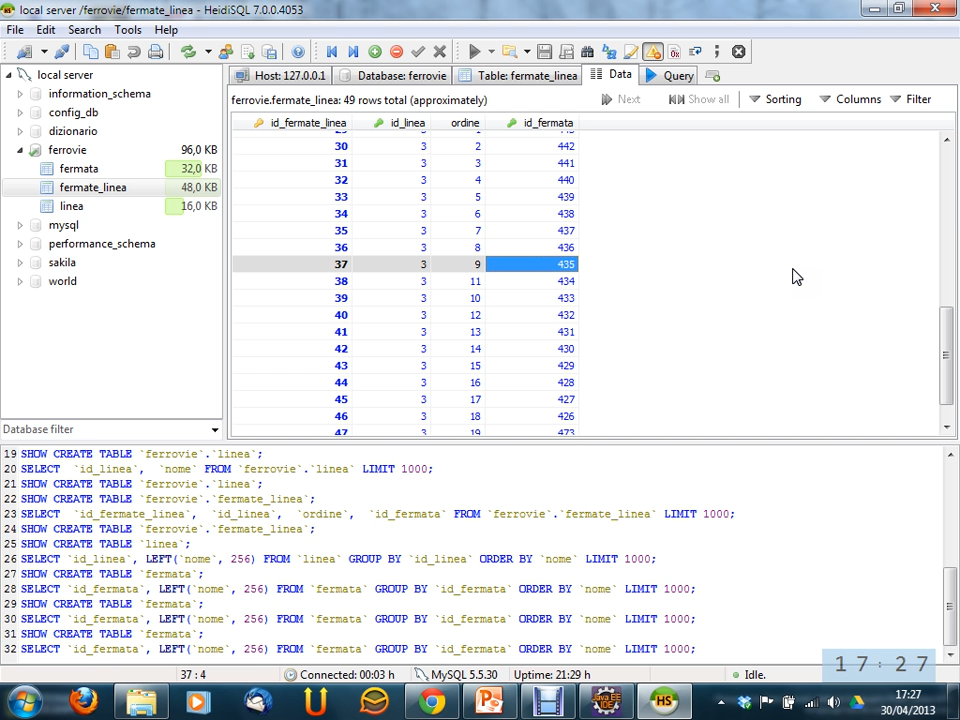 local server /ferrovie/fermate_linea - HeidiSQL 7.0.0.4053
File Edit Search Tools Help
local server
information_schema
config_db
dizionario
ferrovie 96,0 KB
fermata 32,0 KB
fermate_linea 48,0 KB
linea 16,0 KB
mysql
performance_schema
sakila
world
Database filter
Host: 127.0.0.1 Database: ferrovie Table: fermate_linea Data Query
ferrovie.fermate_linea: 49 rows total (approximately) Next Show all Sorting Columns Filter
id_fermate_linea id_linea ordine id_fermata
29 3 1 443
30 3 2 442
31 3 3 441
32 3 4 440
33 3 5 439
34 3 6 438
35 3 7 437
36 3 8 436
37 3 9 435
38 3 11 434
39 3 10 433
40 3 12 432
41 3 13 431
42 3 14 430
43 3 15 429
44 3 16 428
45 3 17 427
46 3 18 426
47 3 19 473
19 SHOW CREATE TABLE `ferrovie`.`linea`;
20 SELECT `id_linea`, `nome` FROM `ferrovie`.`linea` LIMIT 1000;
21 SHOW CREATE TABLE `ferrovie`.`linea`;
22 SHOW CREATE TABLE `ferrovie`.`fermate_linea`;
23 SELECT `id_fermate_linea`, `id_linea`, `ordine`, `id_fermata` FROM `ferrovie`.`fermate_linea` LIMIT 1000;
24 SHOW CREATE TABLE `ferrovie`.`fermate_linea`;
25 SHOW CREATE TABLE `linea`;
26 SELECT `id_linea`, LEFT(`nome`, 256) FROM `linea` GROUP BY `id_linea` ORDER BY `nome` LIMIT 1000;
27 SHOW CREATE TABLE `fermata`;
28 SELECT `id_fermata`, LEFT(`nome`, 256) FROM `fermata` GROUP BY `id_fermata` ORDER BY `nome` LIMIT 1000;
29 SHOW CREATE TABLE `fermata`;
30 SELECT `id_fermata`, LEFT(`nome`, 256) FROM `fermata` GROUP BY `id_fermata` ORDER BY `nome` LIMIT 1000;
31 SHOW CREATE TABLE `fermata`;
32 SELECT `id_fermata`, LEFT(`nome`, 256) FROM `fermata` GROUP BY `id_fermata` ORDER BY `nome` LIMIT 1000;
37 : 4 Connected: 00:03 h MySQL 5.5.30 Uptime: 21:29 h Idle.
17:27
Java EE
IDE
HS
17:27
30/04/2013